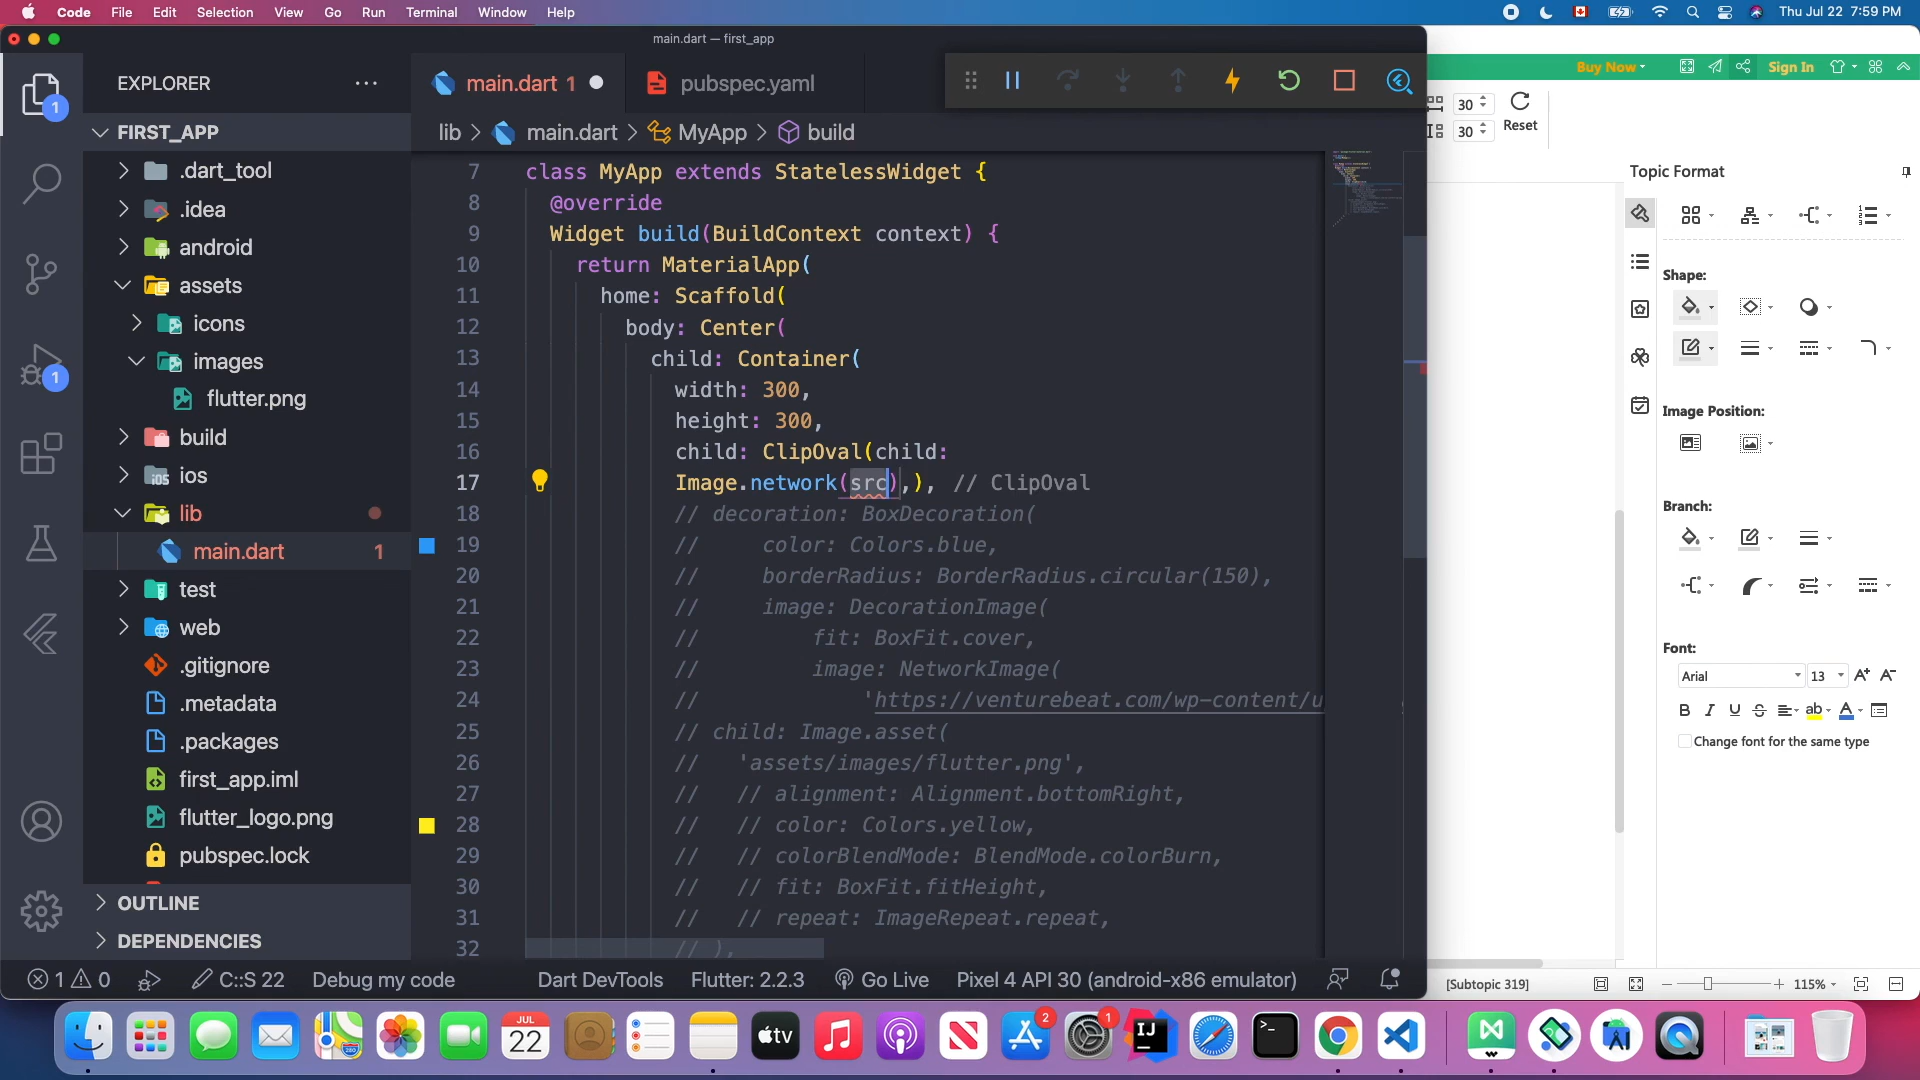 Code File Edit Selection View Go Run Terminal Window Help
Thu Jul 22 7:59 PM
main.dart — first_app
EXPLORER
main.dart 1
pubspec.yaml
Buy Now
Sign In
30
30
Reset
FIRST_APP
lib > main.dart > MyApp > build
.dart_tool
.idea
android
assets
icons
images
flutter.png
build
ios
lib
main.dart 1
test
web
.gitignore
.metadata
.packages
first_app.iml
flutter_logo.png
pubspec.lock
OUTLINE
DEPENDENCIES
1
1
7 class MyApp extends StatelessWidget {
8 @override
9 Widget build(BuildContext context) {
10 return MaterialApp(
11 home: Scaffold(
12 body: Center(
13 child: Container(
14 width: 300,
15 height: 300,
16 child: ClipOval(child:
17 Image.network(src),), // ClipOval
18 // decoration: BoxDecoration(
19 // color: Colors.blue,
20 // borderRadius: BorderRadius.circular(150),
21 // image: DecorationImage(
22 // fit: BoxFit.cover,
23 // image: NetworkImage(
24 // 'https://venturebeat.com/wp-content/u
25 // child: Image.asset(
26 // 'assets/images/flutter.png',
27 // // alignment: Alignment.bottomRight,
28 // // color: Colors.yellow,
29 // // colorBlendMode: BlendMode.colorBurn,
30 // // fit: BoxFit.fitHeight,
31 // // repeat: ImageRepeat.repeat,
32 // ),
Topic Format
Shape:
Image Position:
Branch:
Font:
Arial 13 A+ A-
B I U S ab A
Change font for the same type
1 0 C::S 22 Debug my code Dart DevTools Flutter: 2.2.3 Go Live Pixel 4 API 30 (android-x86 emulator)
[Subtopic 319]
115%
JUL
22
tv
2
1
IJ